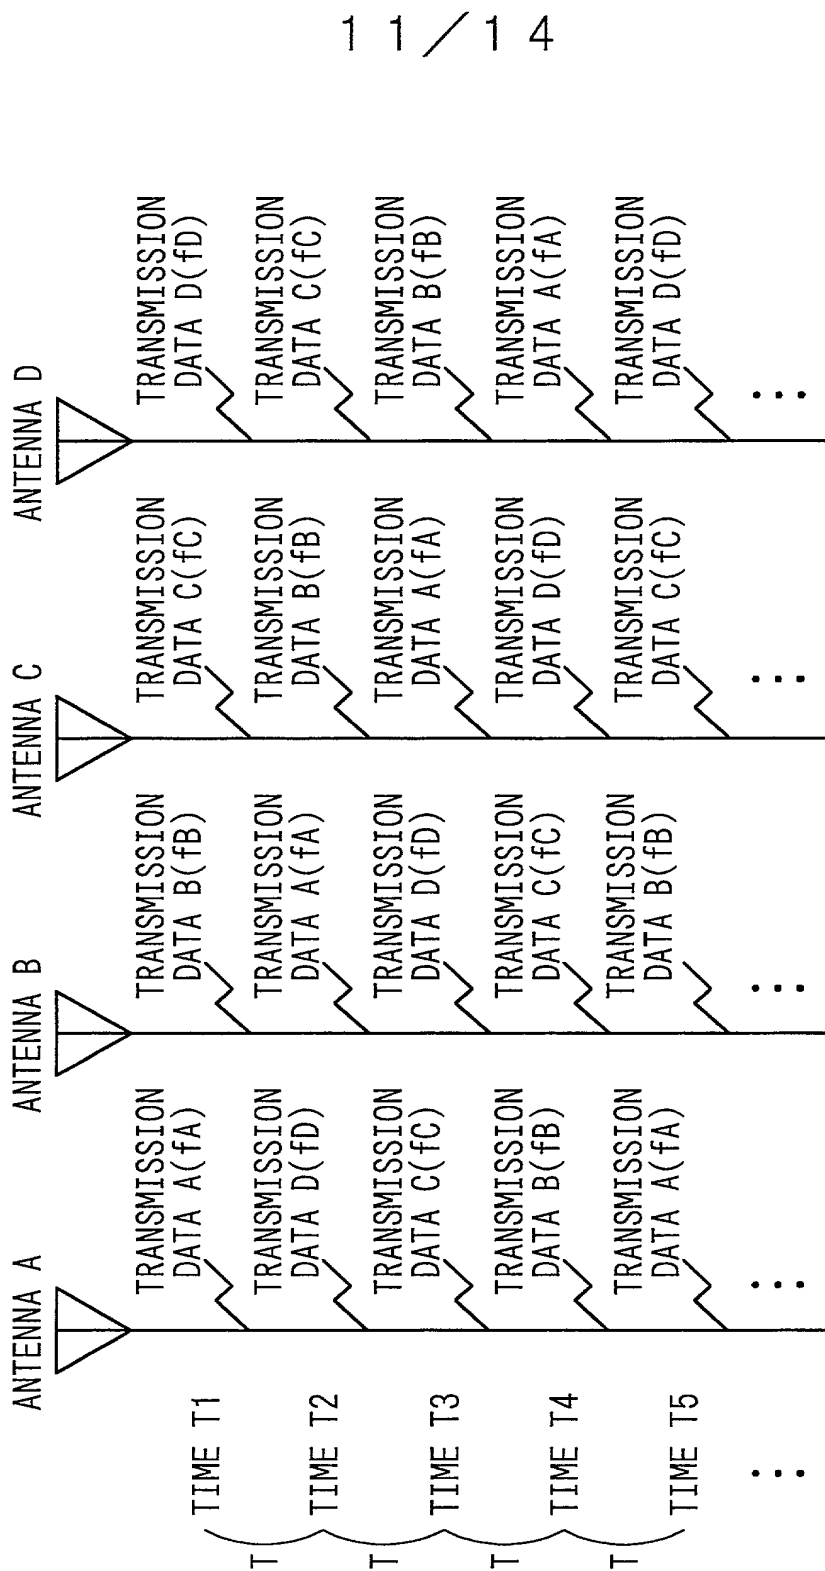 11/14
ANTENNA A
ANTENNA B
ANTENNA C
ANTENNA D
TIME T1
TRANSMISSION
DATA A(fA)
TRANSMISSION
DATA B(fB)
TRANSMISSION
DATA C(fC)
TRANSMISSION
DATA D(fD)
T
TIME T2
TRANSMISSION
DATA D(fD)
TRANSMISSION
DATA A(fA)
TRANSMISSION
DATA B(fB)
TRANSMISSION
DATA C(fC)
T
TIME T3
TRANSMISSION
DATA C(fC)
TRANSMISSION
DATA D(fD)
TRANSMISSION
DATA A(fA)
TRANSMISSION
DATA B(fB)
T
TIME T4
TRANSMISSION
DATA B(fB)
TRANSMISSION
DATA C(fC)
TRANSMISSION
DATA D(fD)
TRANSMISSION
DATA A(fA)
T
TIME T5
TRANSMISSION
DATA A(fA)
TRANSMISSION
DATA B(fB)
TRANSMISSION
DATA C(fC)
TRANSMISSION
DATA D(fD)
...
...
...
...
...